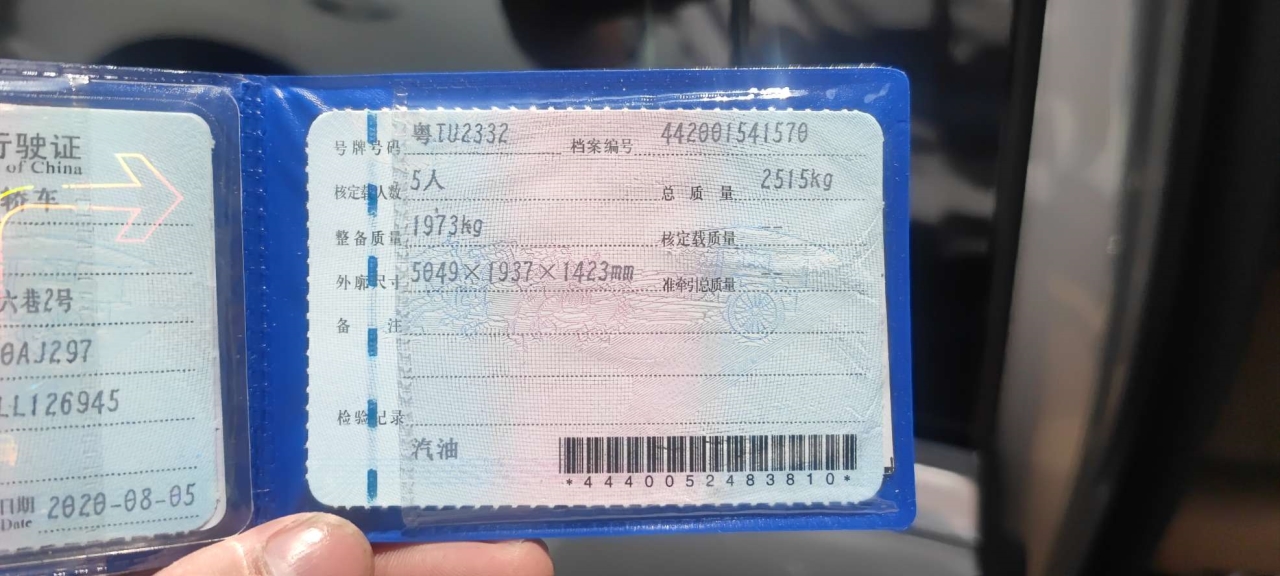 行驶证
of China
轿车
六巷2号
0AJ297
LL126945
日期 2020-08-05
Date
号牌号码 粤TU2332 档案编号 442001541570
核定载人数 5人 总质量 2515kg
整备质量 1973kg 核定载质量 --
外廓尺寸 5049×1937×1423mm 准牵引总质量 --
备注
检验记录
汽油
*4440052483810*